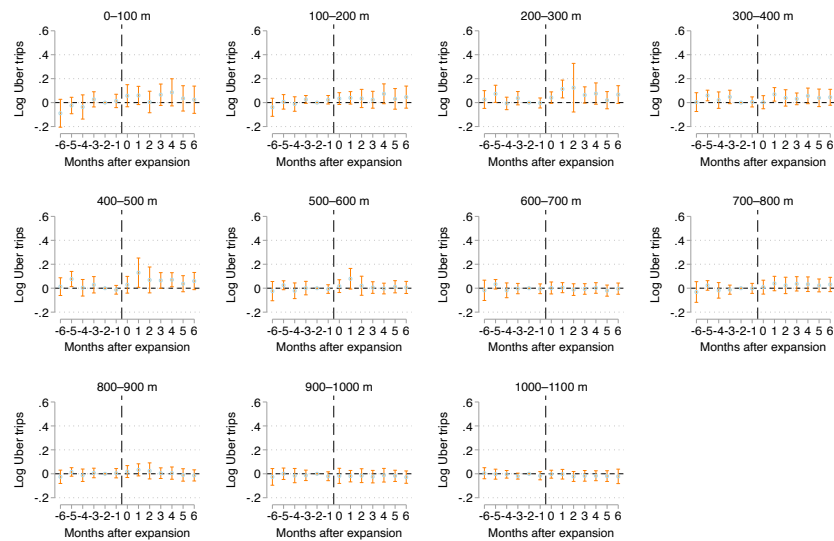 0–100 m
100–200 m
200–300 m
300–400 m
Log Uber trips
.6
.4
.2
0
-.2
Log Uber trips
.6
.4
.2
0
-.2
Log Uber trips
.6
.4
.2
0
-.2
Log Uber trips
.6
.4
.2
0
-.2
-6-5-4-3-2-1 0 1 2 3 4 5 6
-6-5-4-3-2-1 0 1 2 3 4 5 6
-6-5-4-3-2-1 0 1 2 3 4 5 6
-6-5-4-3-2-1 0 1 2 3 4 5 6
Months after expansion
Months after expansion
Months after expansion
Months after expansion
400–500 m
500–600 m
600–700 m
700–800 m
Log Uber trips
.6
.4
.2
0
-.2
Log Uber trips
.6
.4
.2
0
-.2
Log Uber trips
.6
.4
.2
0
-.2
Log Uber trips
.6
.4
.2
0
-.2
-6-5-4-3-2-1 0 1 2 3 4 5 6
-6-5-4-3-2-1 0 1 2 3 4 5 6
-6-5-4-3-2-1 0 1 2 3 4 5 6
-6-5-4-3-2-1 0 1 2 3 4 5 6
Months after expansion
Months after expansion
Months after expansion
Months after expansion
800–900 m
900–1000 m
1000–1100 m
Log Uber trips
.6
.4
.2
0
-.2
Log Uber trips
.6
.4
.2
0
-.2
Log Uber trips
.6
.4
.2
0
-.2
-6-5-4-3-2-1 0 1 2 3 4 5 6
-6-5-4-3-2-1 0 1 2 3 4 5 6
-6-5-4-3-2-1 0 1 2 3 4 5 6
Months after expansion
Months after expansion
Months after expansion